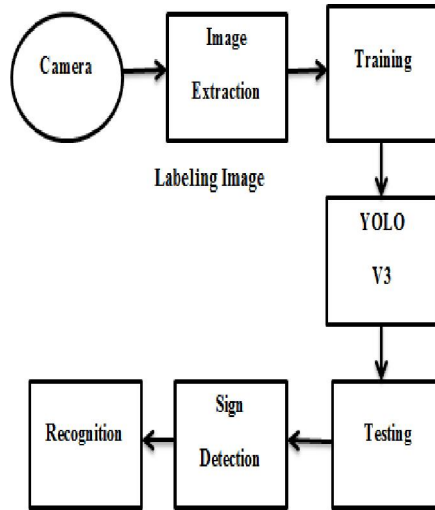 Camera
Image
Extraction
Training
Labeling Image
YOLO
V3
Testing
Sign
Detection
Recognition